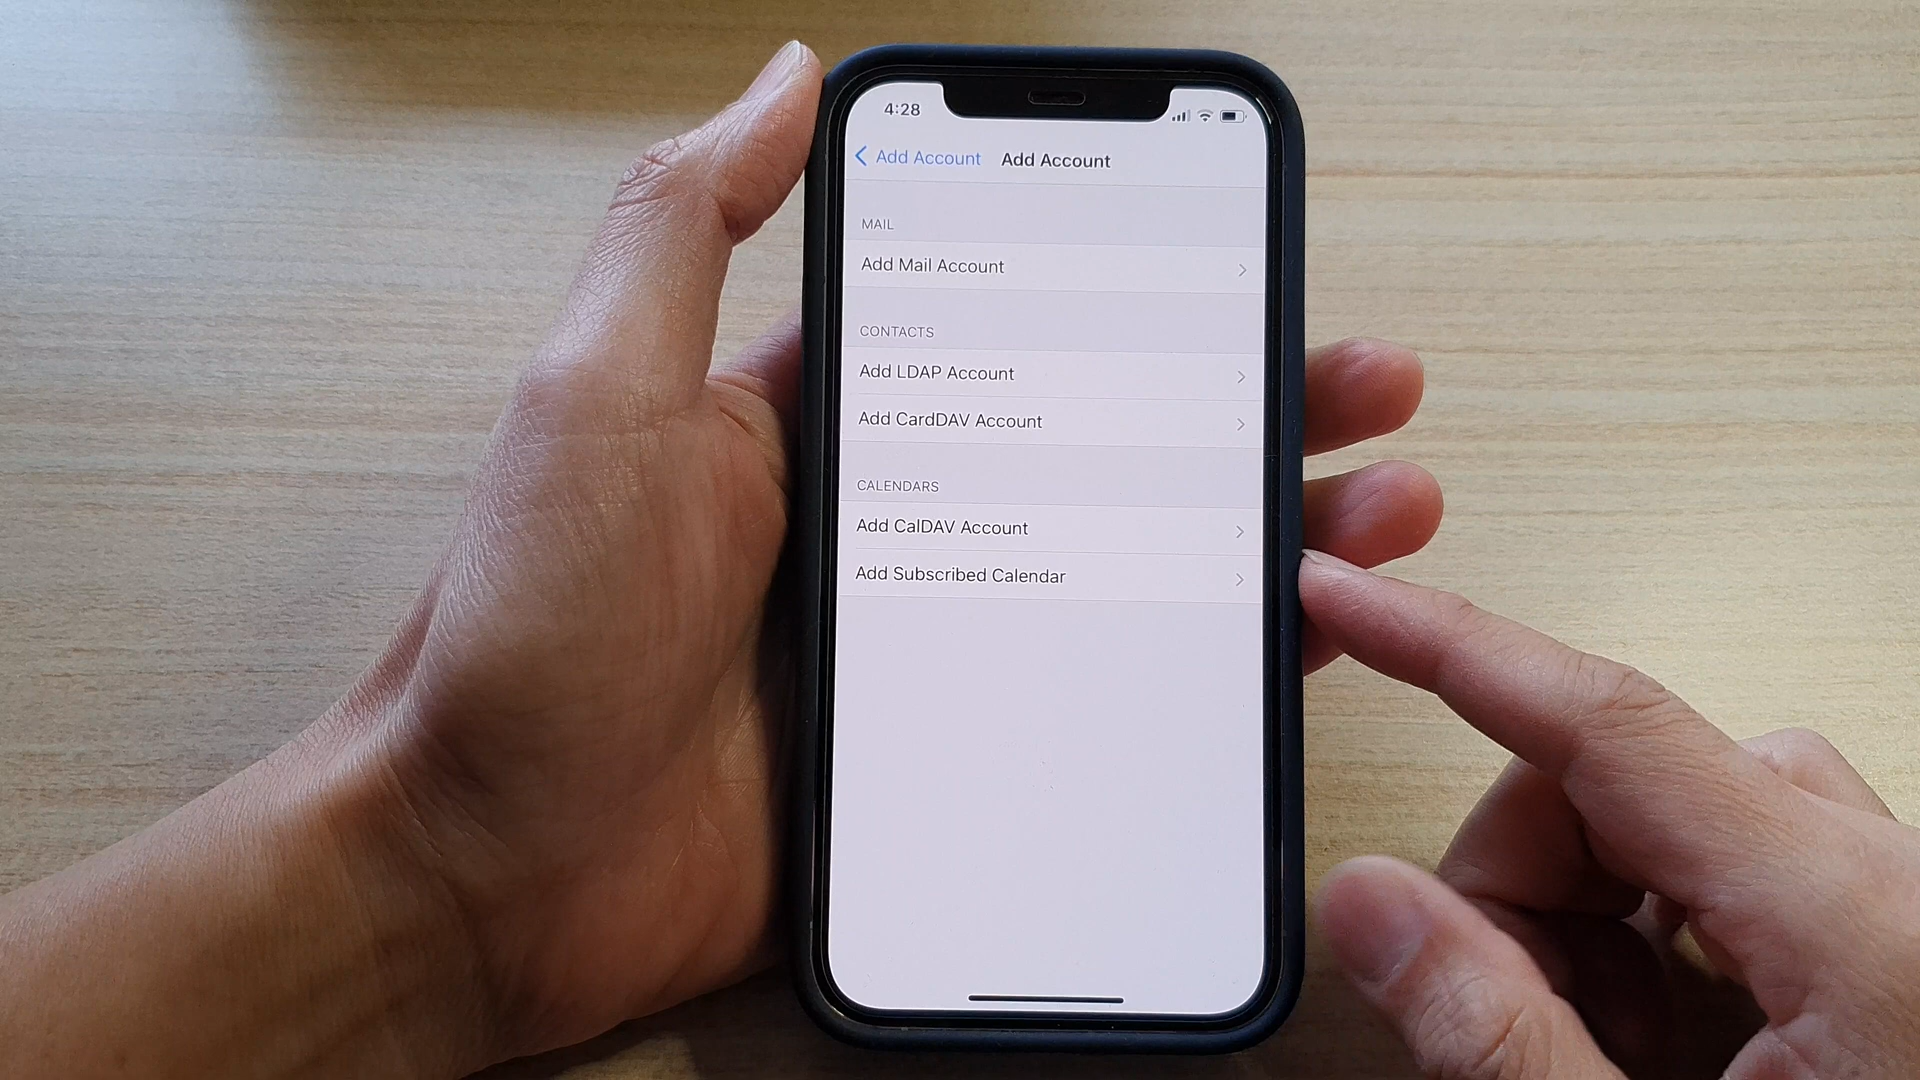 4:28
Add Account Add Account
MAIL
Add Mail Account
CONTACTS
Add LDAP Account
Add CardDAV Account
CALENDARS
Add CalDAV Account
Add Subscribed Calendar